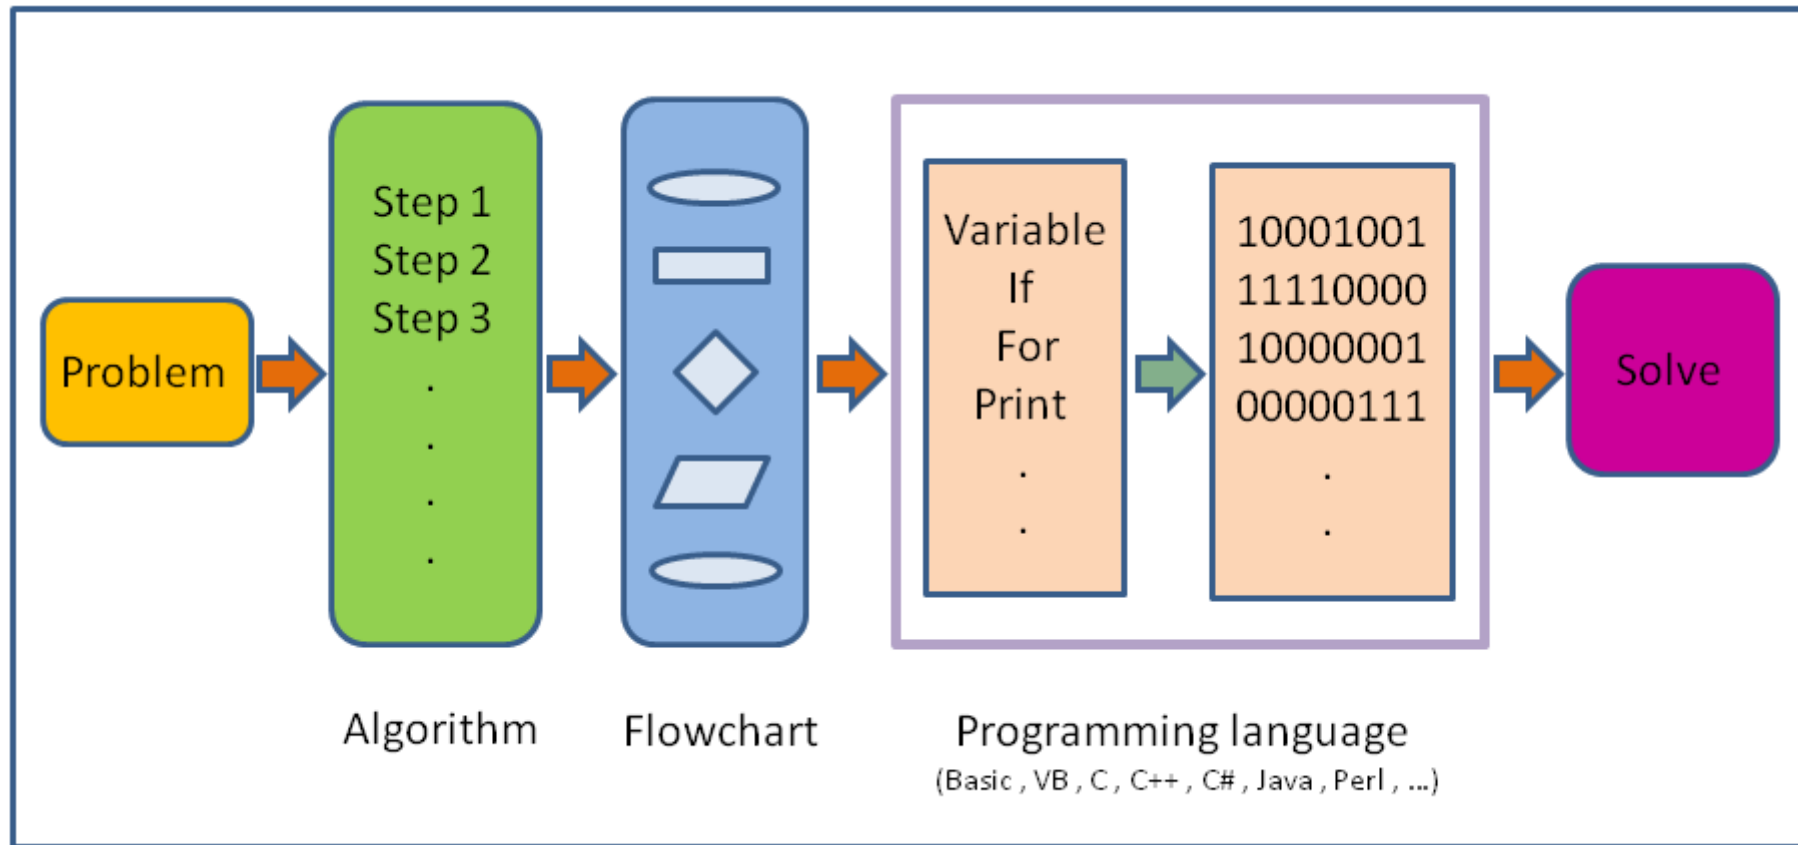 Problem
Step 1
Step 2
Step 3
.
.
.
.
Algorithm
Flowchart
Variable
If
For
Print
.
.
10001001
11110000
10000001
00000111
.
.
Programming language
(Basic , VB , C , C++ , C# , Java , Perl , ...)
Solve